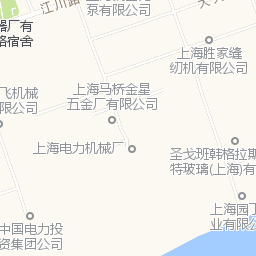 江川路
泵有限公司
器厂有
路宿舍
上海胜家缝
纫机有限公司
飞机械
限公司
上海马桥金星
五金厂有限公司
上海电力机械厂
圣戈班韩格拉斯
特玻璃(上海)有
上海园
业有限
中国电力投
资集团公司